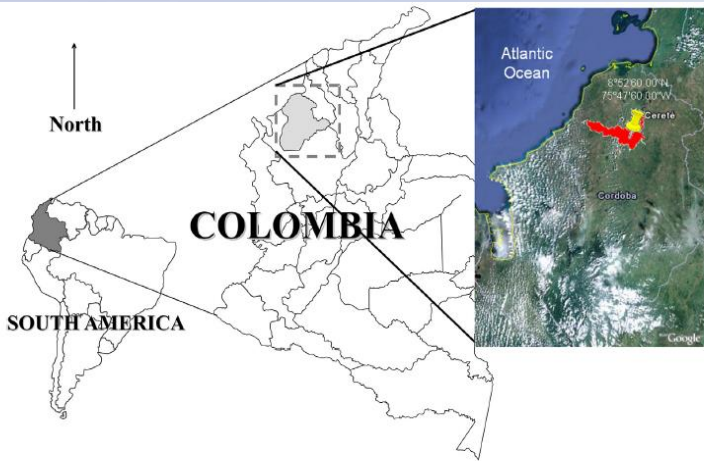 North
SOUTH AMERICA
COLOMBIA
Atlantic
Ocean
8°52'60.00"N
75°47'60.00"W
Cereté
Cordoba
Google